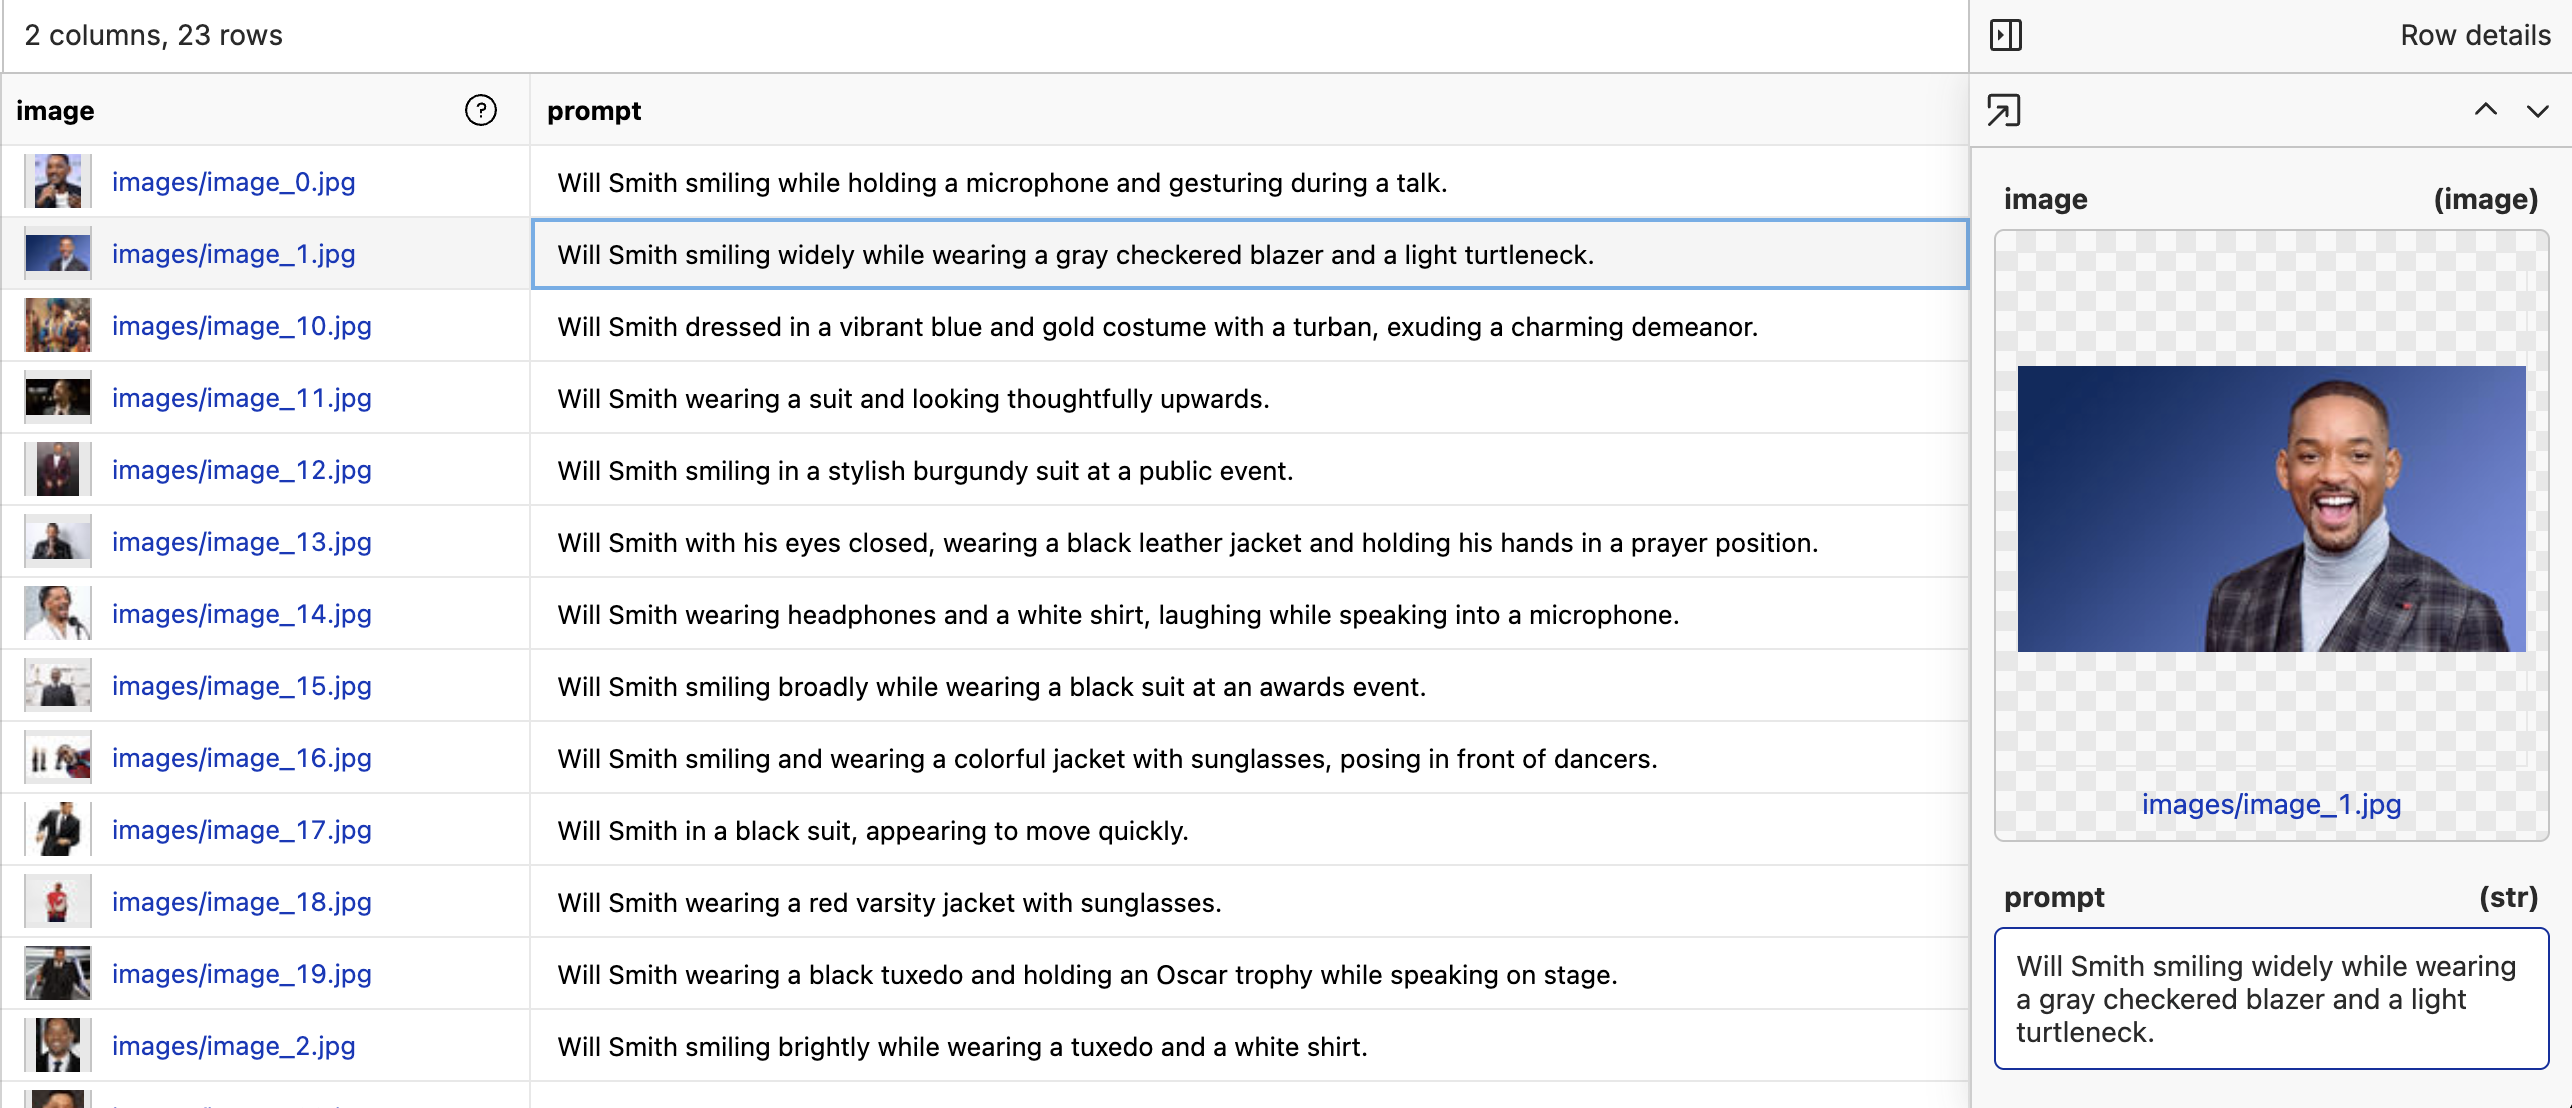 2 columns, 23 rows
Row details
image ?
prompt
images/image_0.jpg
Will Smith smiling while holding a microphone and gesturing during a talk.
images/image_1.jpg
Will Smith smiling widely while wearing a gray checkered blazer and a light turtleneck.
images/image_10.jpg
Will Smith dressed in a vibrant blue and gold costume with a turban, exuding a charming demeanor.
images/image_11.jpg
Will Smith wearing a suit and looking thoughtfully upwards.
images/image_12.jpg
Will Smith smiling in a stylish burgundy suit at a public event.
images/image_13.jpg
Will Smith with his eyes closed, wearing a black leather jacket and holding his hands in a prayer position.
images/image_14.jpg
Will Smith wearing headphones and a white shirt, laughing while speaking into a microphone.
images/image_15.jpg
Will Smith smiling broadly while wearing a black suit at an awards event.
images/image_16.jpg
Will Smith smiling and wearing a colorful jacket with sunglasses, posing in front of dancers.
images/image_17.jpg
Will Smith in a black suit, appearing to move quickly.
images/image_18.jpg
Will Smith wearing a red varsity jacket with sunglasses.
images/image_19.jpg
Will Smith wearing a black tuxedo and holding an Oscar trophy while speaking on stage.
images/image_2.jpg
Will Smith smiling brightly while wearing a tuxedo and a white shirt.
image (image)
images/image_1.jpg
prompt (str)
Will Smith smiling widely while wearing
a gray checkered blazer and a light
turtleneck.